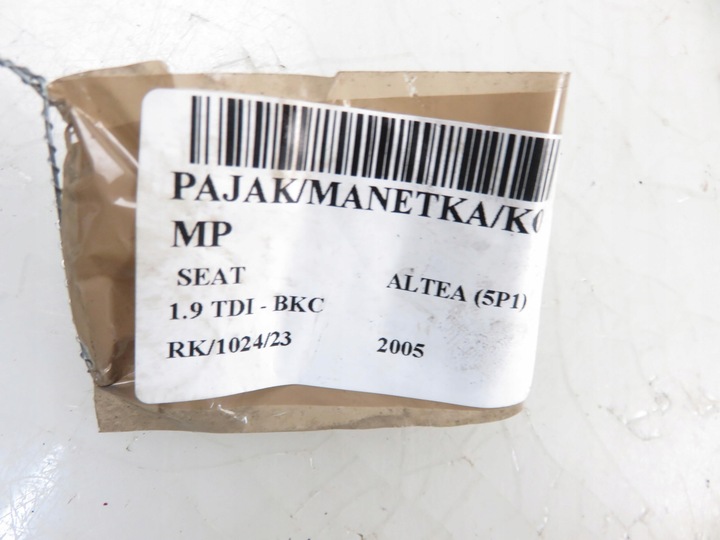 PAJAK/MANETKA/KO
MP
SEAT ALTEA (5P1)
1.9 TDI - BKC
RK/1024/23 2005